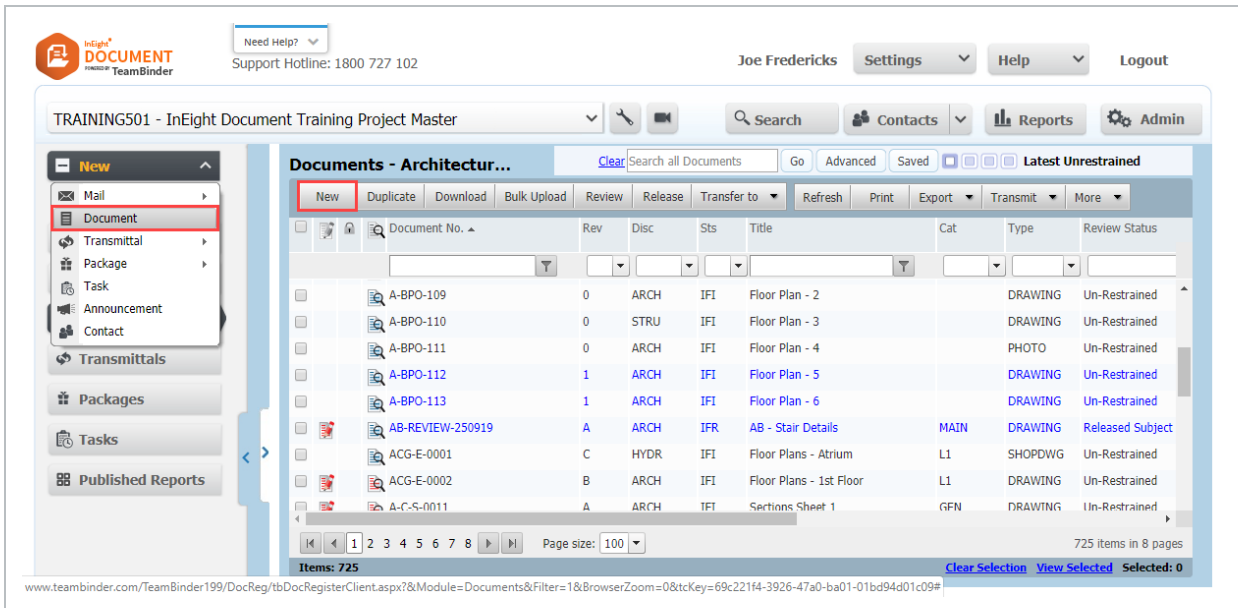 InEight
DOCUMENT
POWERED BY TeamBinder
Need Help?
Support Hotline: 1800 727 102
Joe Fredericks Settings Help Logout
TRAINING501 - InEight Document Training Project Master Search Contacts Reports Admin
New
Mail
Document
Transmittal
Package
Task
Announcement
Contact
Transmittals
Packages
Tasks
Published Reports
Documents - Architectur... Clear Search all Documents Go Advanced Saved Latest Unrestrained
New Duplicate Download Bulk Upload Review Release Transfer to Refresh Print Export Transmit More
Document No. Rev Disc Sts Title Cat Type Review Status
A-BPO-109 0 ARCH IFI Floor Plan - 2 DRAWING Un-Restrained
A-BPO-110 0 STRU IFI Floor Plan - 3 DRAWING Un-Restrained
A-BPO-111 0 ARCH IFI Floor Plan - 4 PHOTO Un-Restrained
A-BPO-112 1 ARCH IFI Floor Plan - 5 DRAWING Un-Restrained
A-BPO-113 1 ARCH IFI Floor Plan - 6 DRAWING Un-Restrained
AB-REVIEW-250919 A ARCH IFR AB - Stair Details MAIN DRAWING Released Subject
ACG-E-0001 C HYDR IFI Floor Plans - Atrium L1 SHOPDWG Un-Restrained
ACG-E-0002 B ARCH IFI Floor Plans - 1st Floor L1 DRAWING Un-Restrained
A-C-S-0011 A ARCH IFI Sections Sheet 1 GEN DRAWING Un-Restrained
1 2 3 4 5 6 7 8 Page size: 100 725 items in 8 pages
Items: 725 Clear Selection View Selected Selected: 0
www.teambinder.com/TeamBinder199/DocReg/tbDocRegisterClient.aspx?&Module=Documents&Filter=1&BrowserZoom=0&tcKey=69c221f4-3926-47a0-ba01-01bd94d01c09#